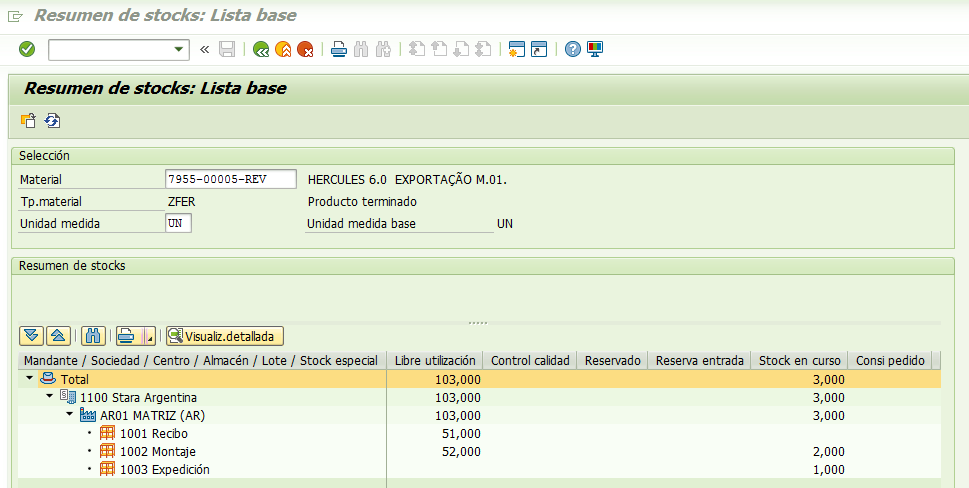 Resumen de stocks: Lista base
Resumen de stocks: Lista base
Selección
Material 7955-00005-REV HERCULES 6.0 EXPORTAÇÃO M.01.
Tp.material ZFER Producto terminado
Unidad medida UN Unidad medida base UN
Resumen de stocks
Visualiz.detallada
Mandante / Sociedad / Centro / Almacén / Lote / Stock especial Libre utilización Control calidad Reservado Reserva entrada Stock en curso Consi pedido
Total 103,000 3,000
1100 Stara Argentina 103,000 3,000
AR01 MATRIZ (AR) 103,000 3,000
1001 Recibo 51,000
1002 Montaje 52,000 2,000
1003 Expedición 1,000